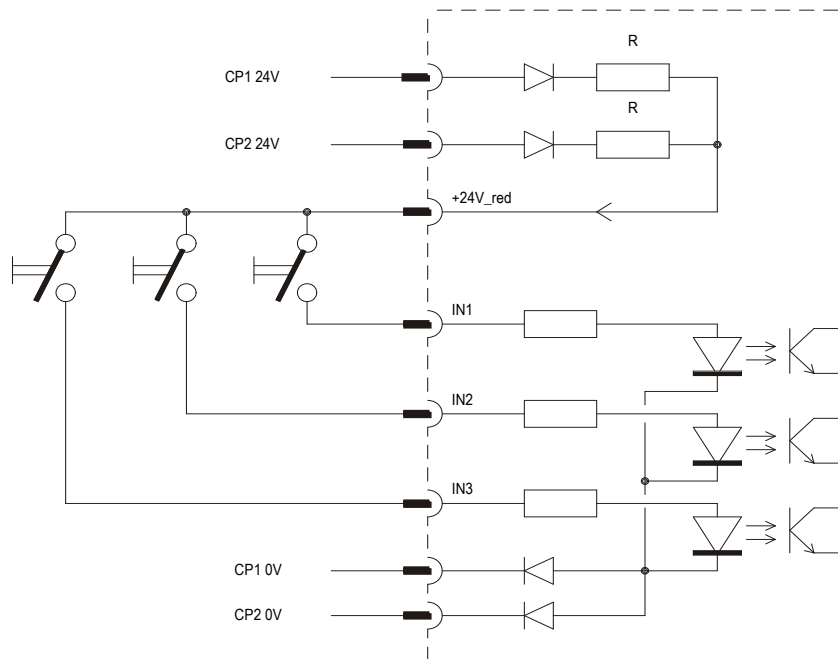 R
CP1 24V
R
CP2 24V
+24V_red
IN1
IN2
IN3
CP1 0V
CP2 0V